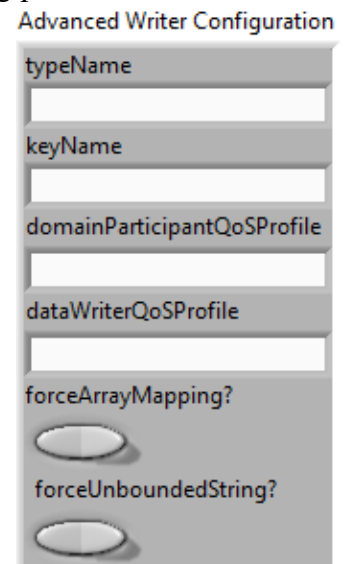 Advanced Writer Configuration
typeName
keyName
domainParticipantQoSProfile
dataWriterQoSProfile
forceArrayMapping?
forceUnboundedString?